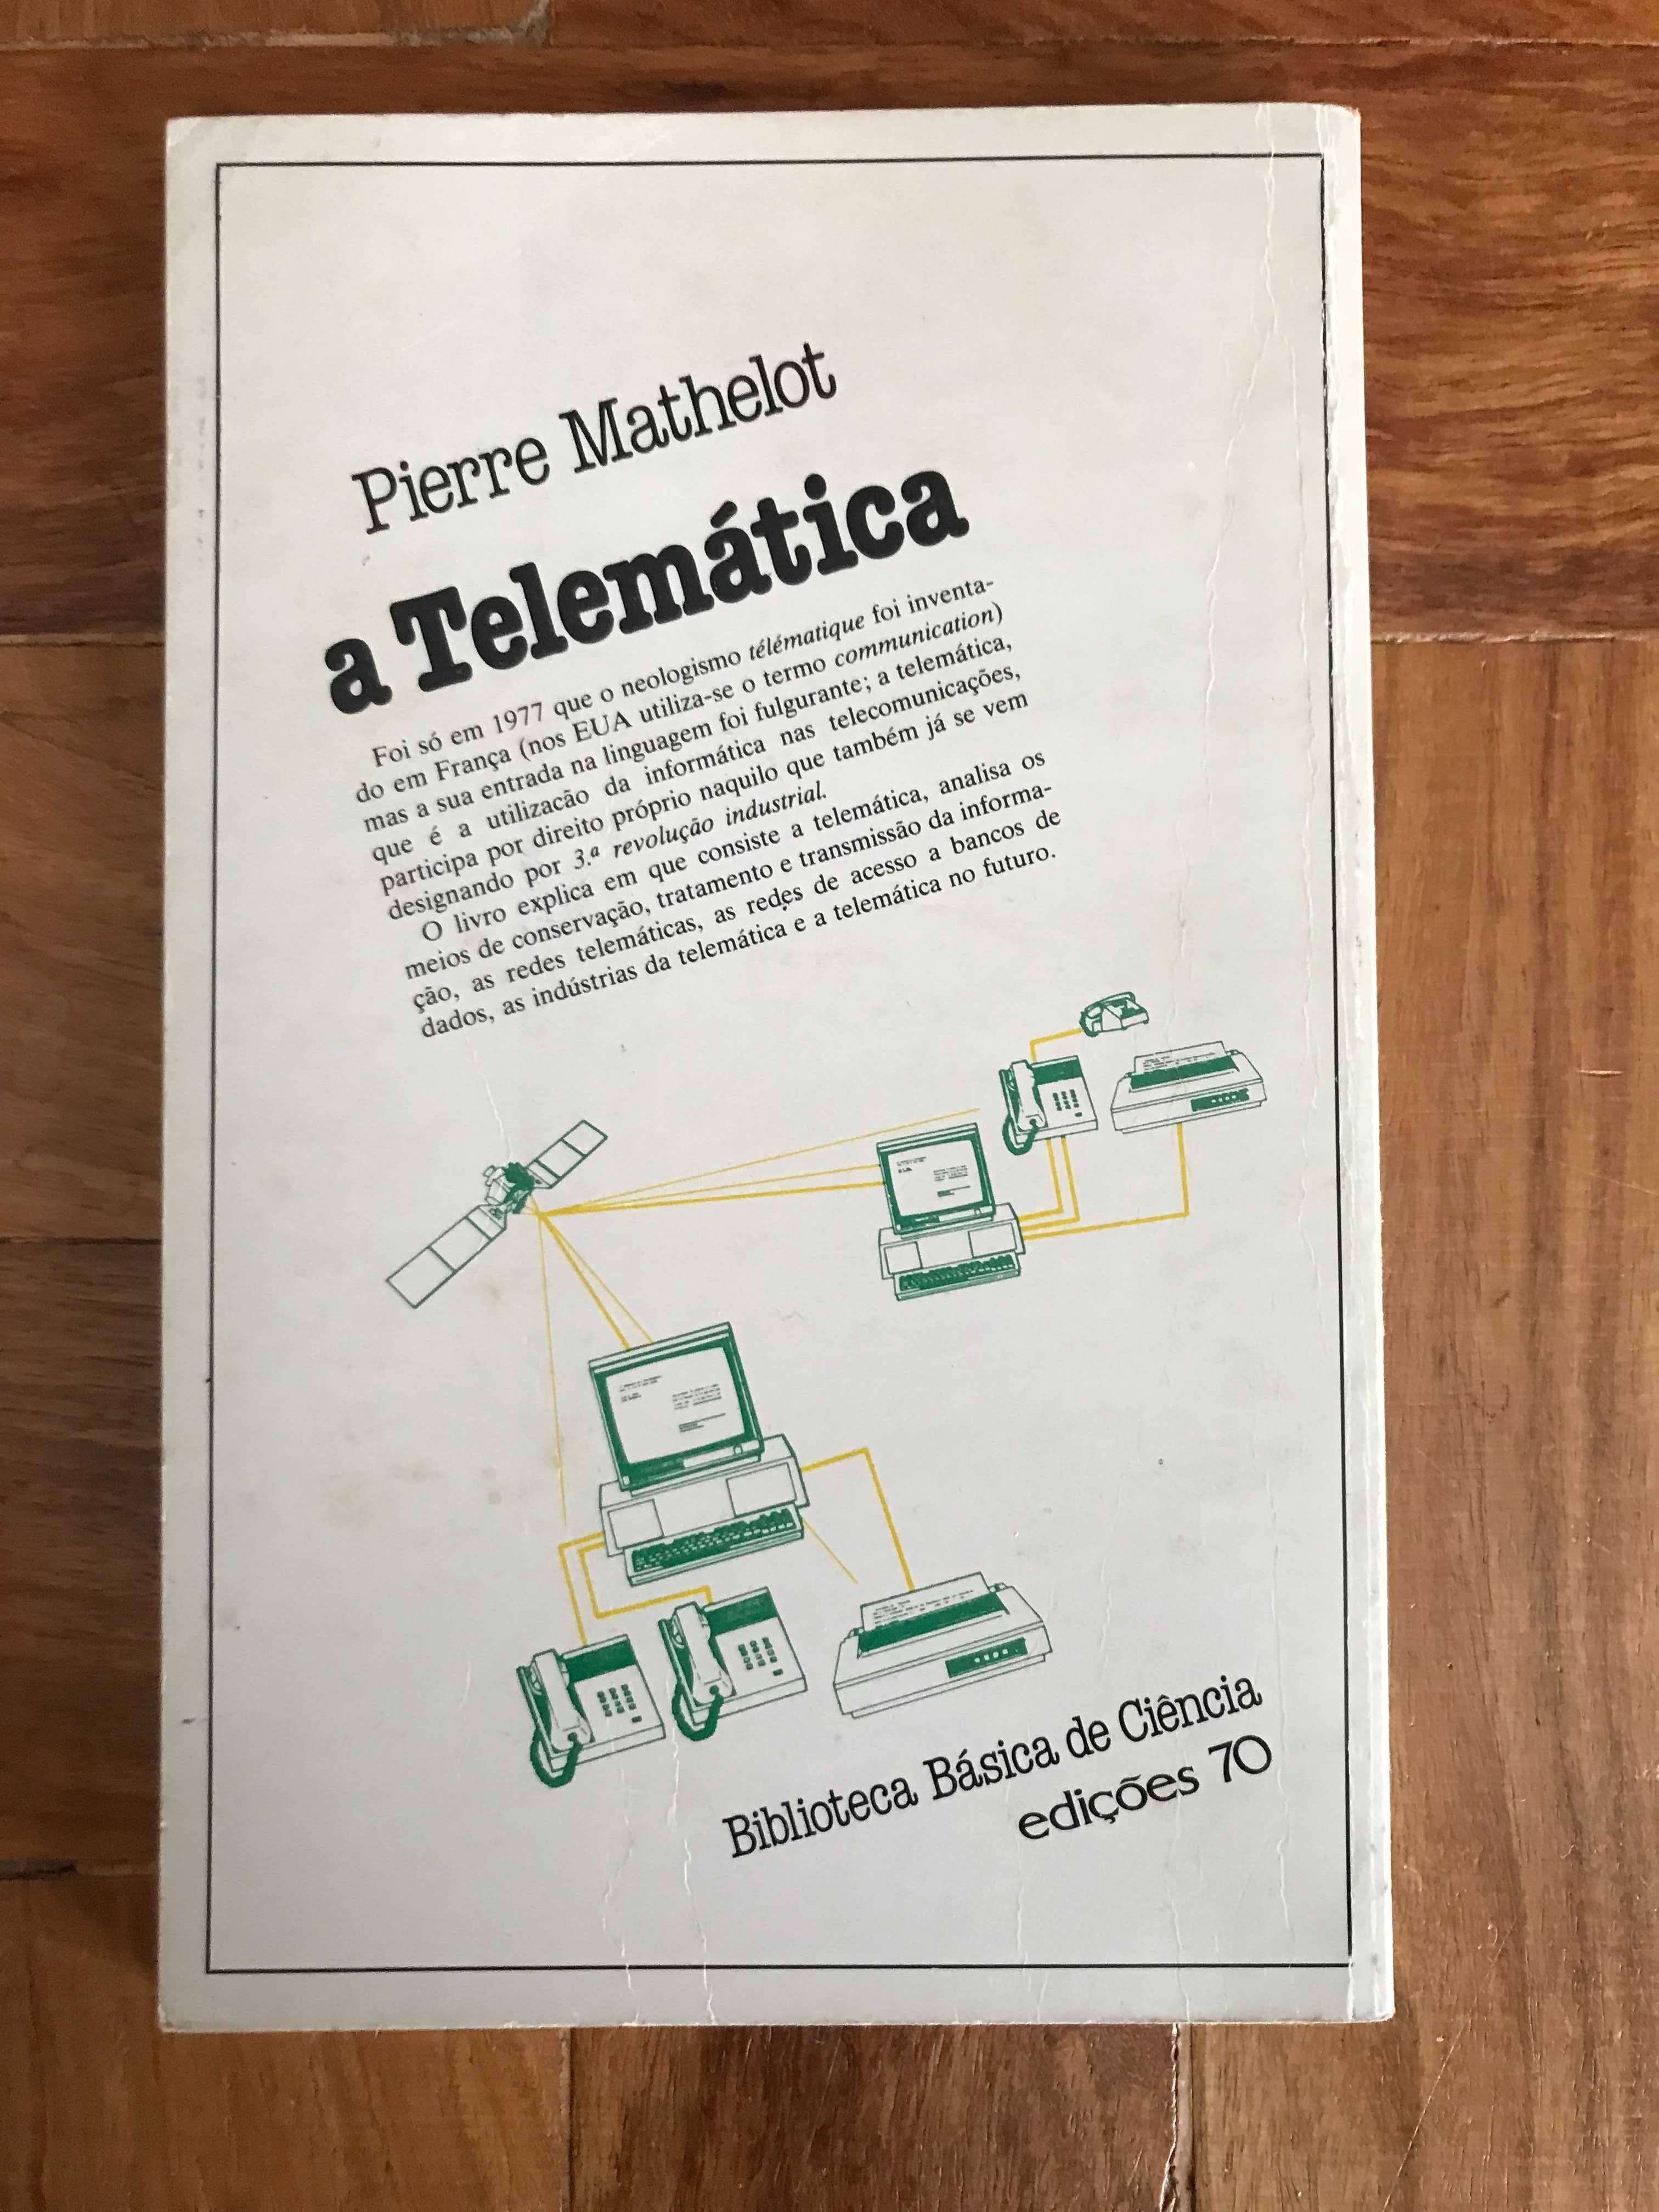 Pierre Mathelot
a Telemática
Foi só em 1977 que o neologismo télématique foi inventa-
do em França (nos EUA utiliza-se o termo communication)
mas a sua entrada na linguagem foi fulgurante; a telemática,
que é a utilizacão da informática nas telecomunicações,
participa por direito próprio naquilo que também já se vem
designando por 3.ª revolução industrial.
O livro explica em que consiste a telemática, analisa os
meios de conservação, tratamento e transmissão da informa-
ção, as redes telemáticas, as redes de acesso a bancos de
dados, as indústrias da telemática e a telemática no futuro.
Biblioteca Básica de Ciência
edições 70